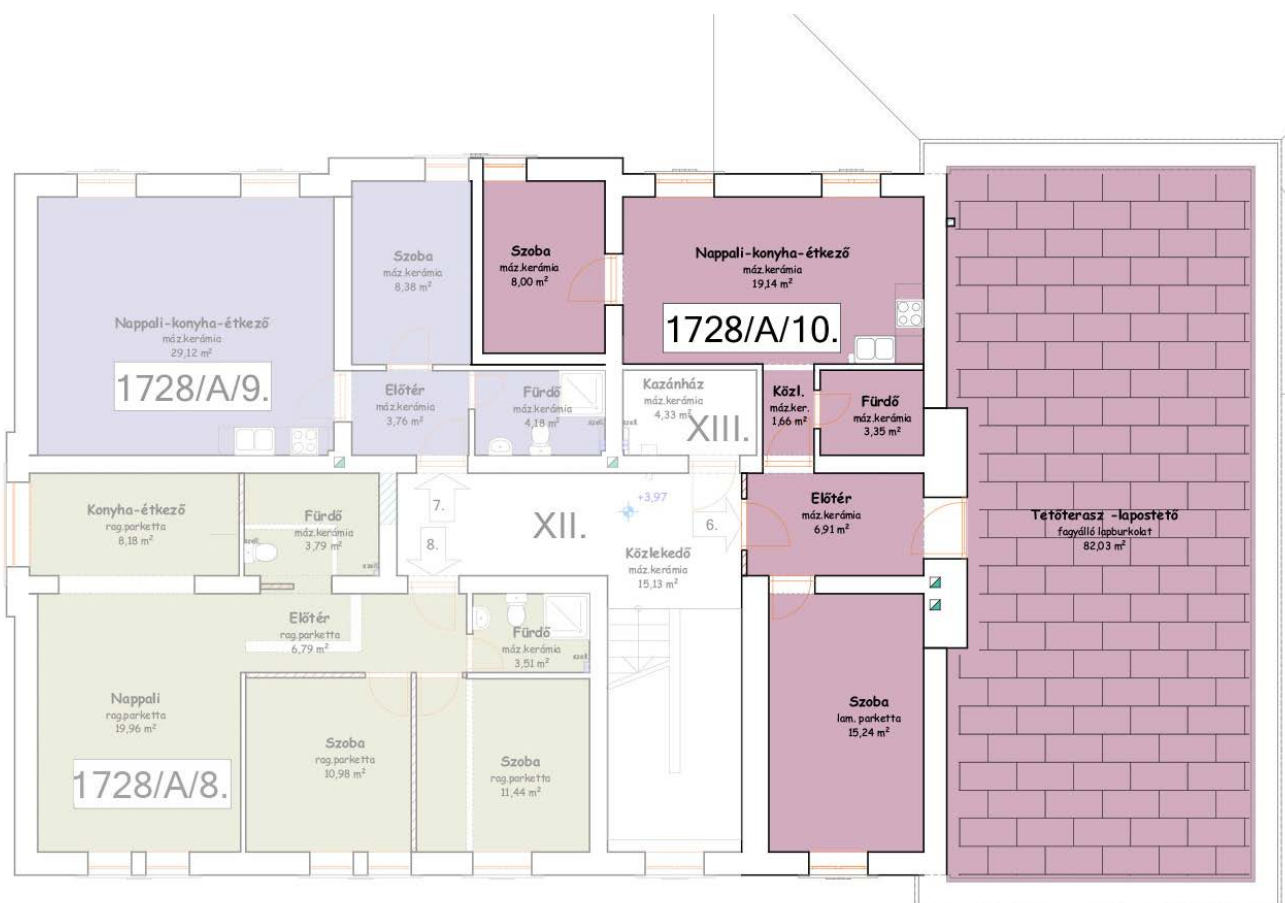 Szoba
máz.kerámia
8,38 m²
Szoba
máz.kerámia
8,00 m²
Nappali-konyha-étkező
máz.kerámia
19,14 m²
1728/A/10.
Nappali-konyha-étkező
máz.kerámia
29,12 m²
1728/A/9.
Előtér
máz.kerámia
3,76 m²
Fürdő
máz.kerámia
4,18 m²
szell.
szell.
Kazánház
máz.kerámia
4,33 m²
XIII.
Közl.
máz.ker.
1,66 m²
Fürdő
máz.kerámia
3,35 m²
Konyha-étkező
rag.parketta
8,18 m²
Fürdő
máz.kerámia
3,79 m²
szell.
szell.
7.
8.
XII.
+3,97
Közlekedő
máz.kerámia
15,13 m²
6.
Előtér
máz.kerámia
6,91 m²
Tetőterasz -lapostető
fagyálló lapburkolat
82,03 m²
Előtér
rag.parketta
6,79 m²
Fürdő
máz.kerámia
3,51 m²
szell.
Nappali
rag.parketta
19,96 m²
1728/A/8.
Szoba
rag.parketta
10,98 m²
Szoba
rag.parketta
11,44 m²
Szoba
lam. parketta
15,24 m²